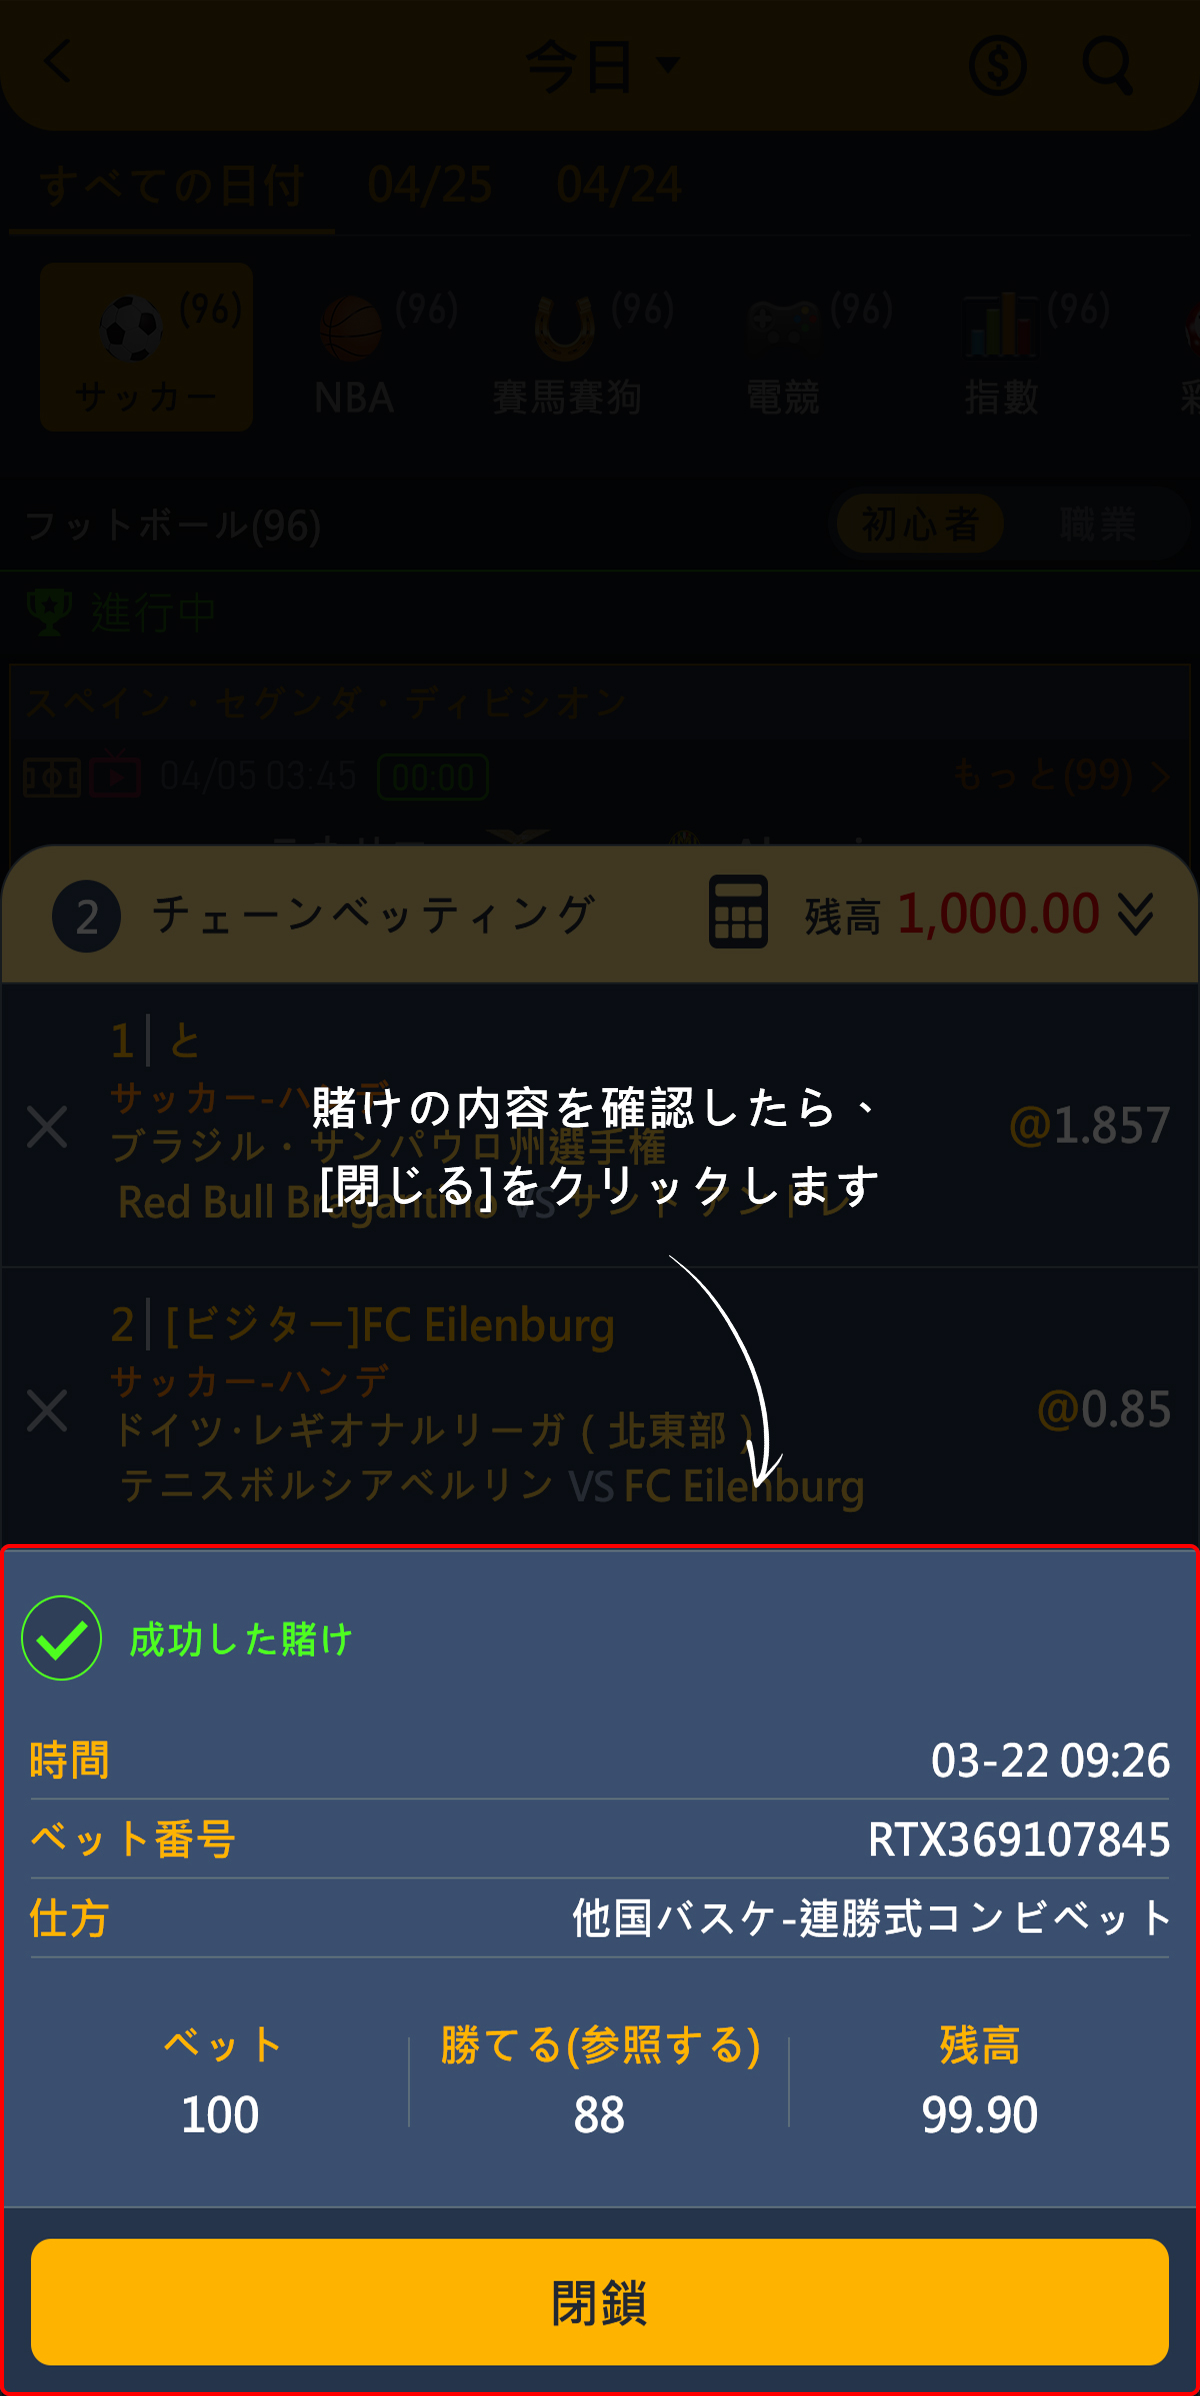 今日
すべての日付 04/25 04/24
(96) (96) (96) (96) (96)
サッカー NBA 賽馬賽狗 電競 指數
フットボール(96) 初心者 職業
進行中
スペイン・セグンダ・ディビシオン
04/05 03:45 00:00 もっと(99)
2 チェーンベッティング 残高 1,000.00
1 と
サッカー-ハンデ
@1.857
ブラジル・サンパウロ州選手権
Red Bull Bragantino VS サント アンドレ
賭けの内容を確認したら、
[閉じる]をクリックします
2 [ビジター]FC Eilenburg
サッカー-ハンデ
@0.85
ドイツ·レギオナルリーガ(北東部)
テニスボルシアベルリン VS FC Eilenburg
成功した賭け
時間 03-22 09:26
ベット番号 RTX369107845
仕方 他国バスケ-連勝式コンビベット
ベット 勝てる(参照する) 残高
100 88 99.90
閉鎖